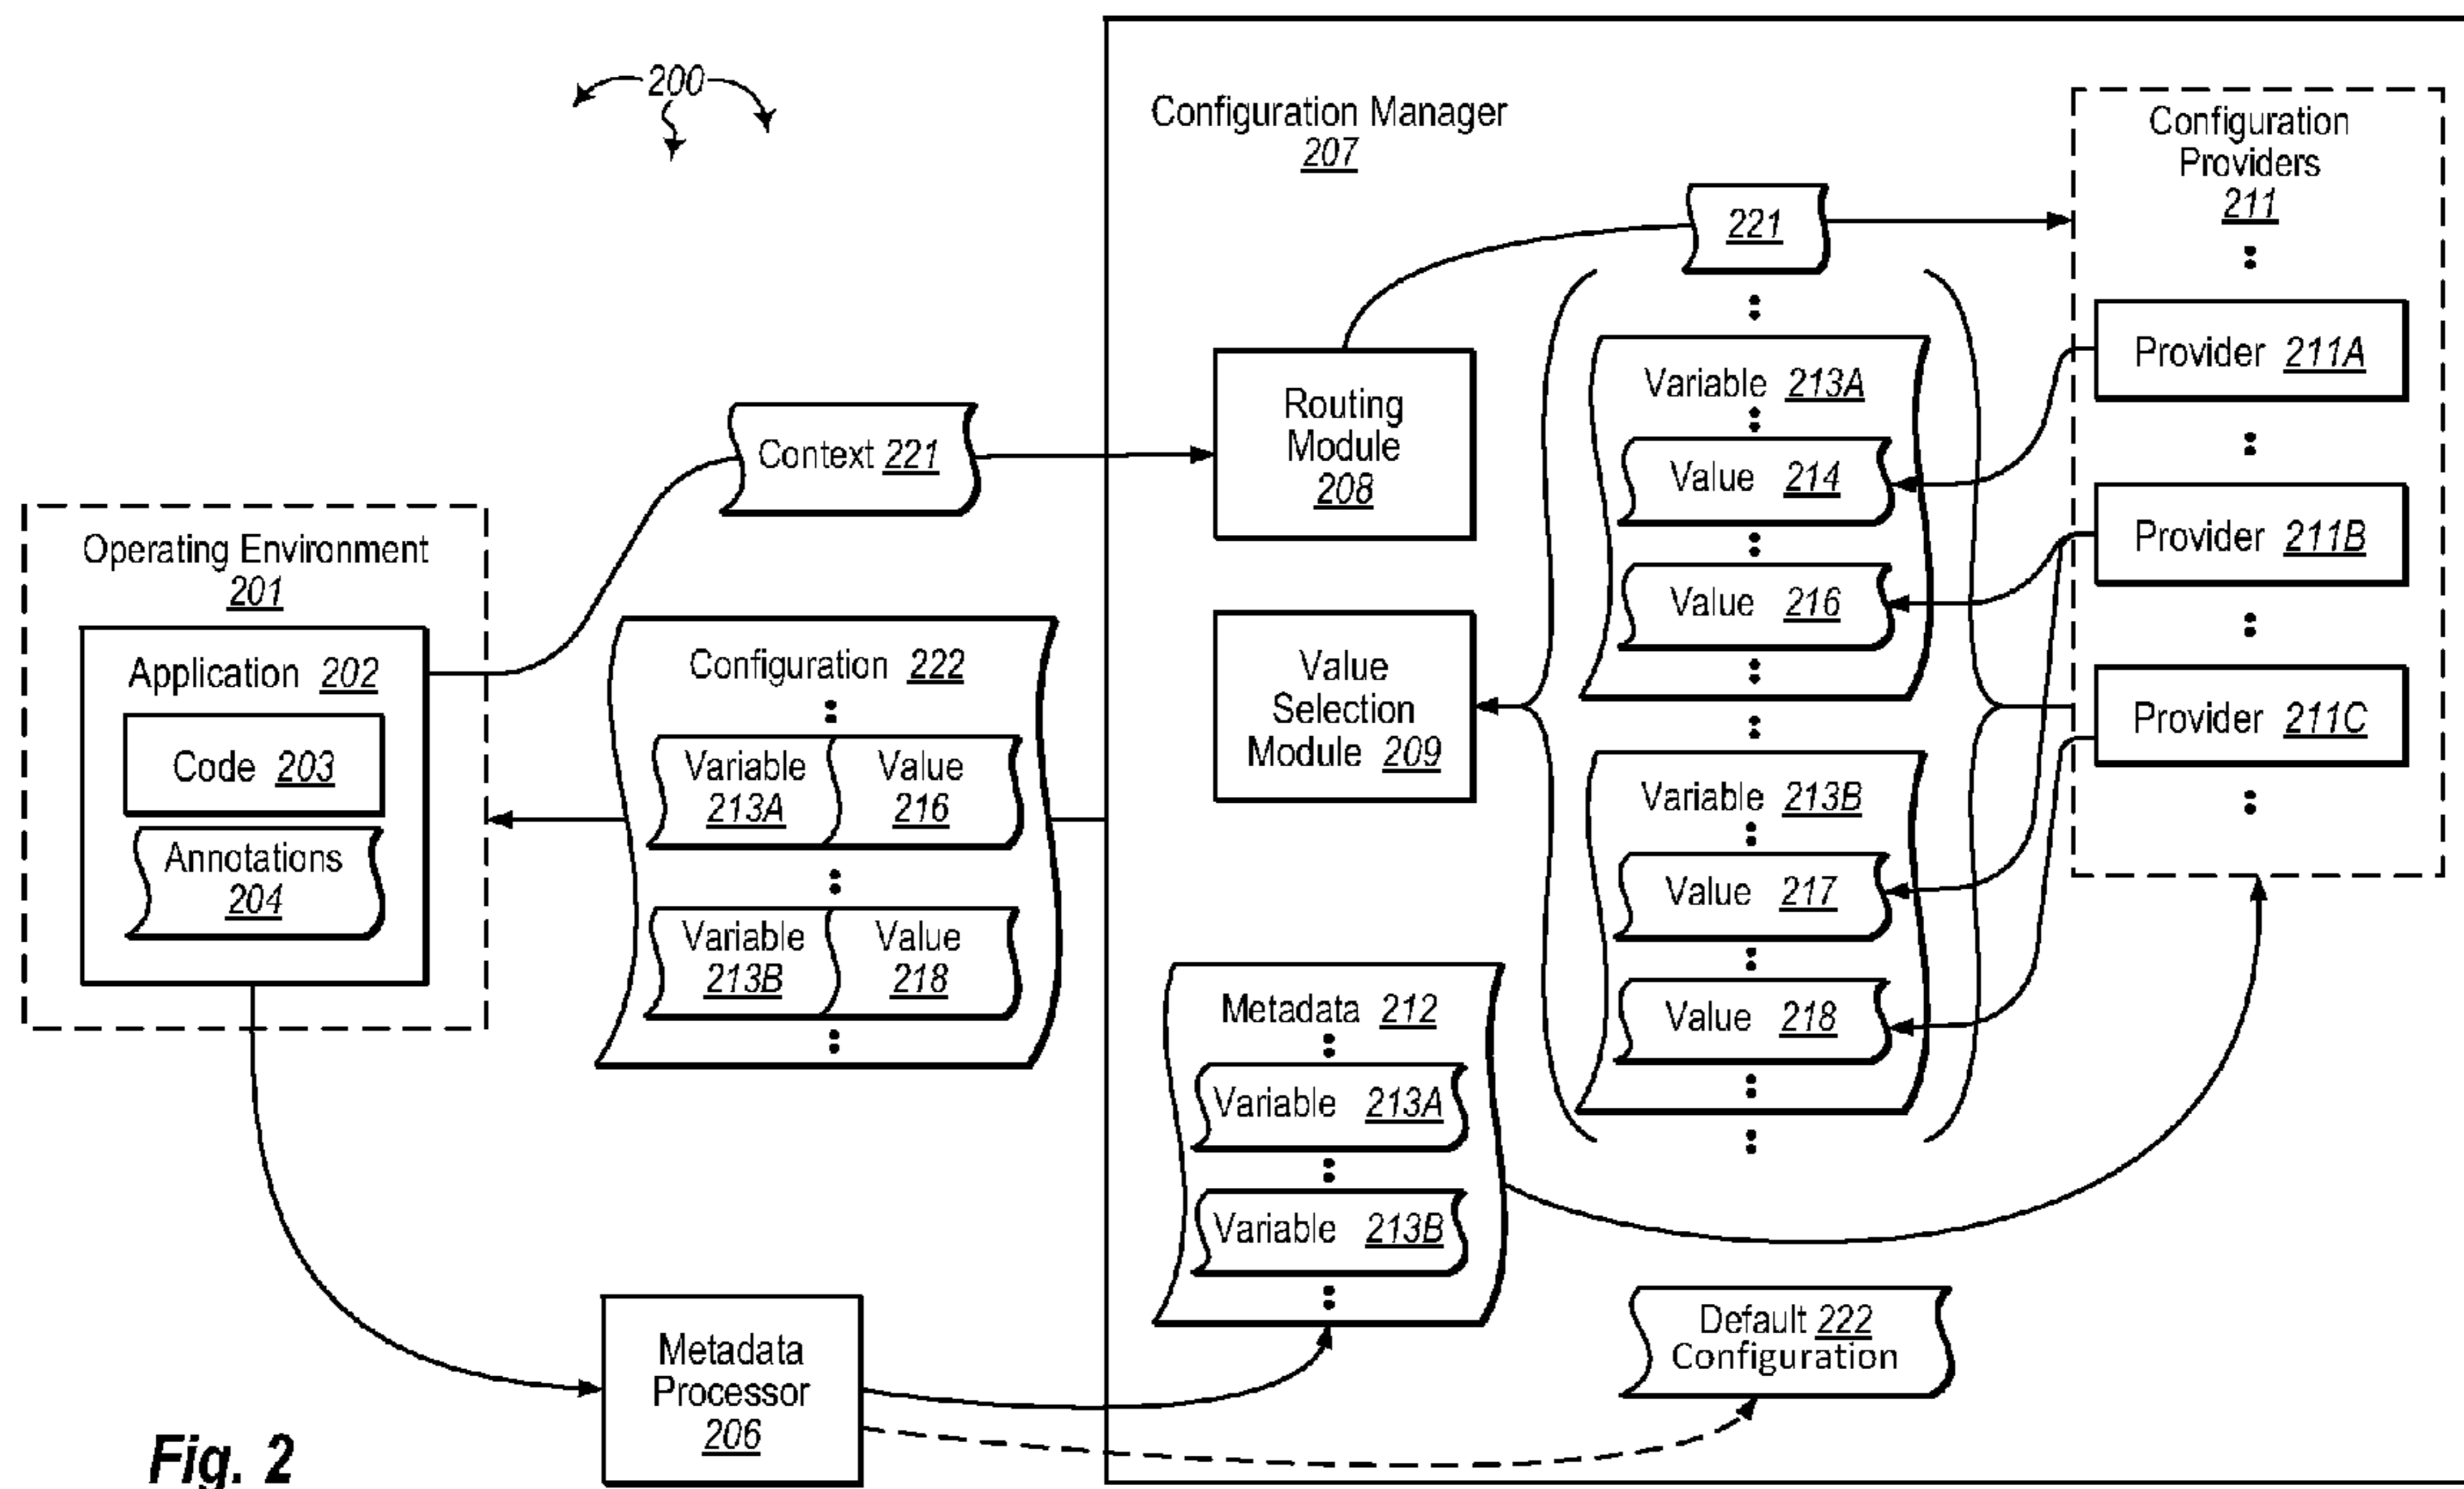 200
Configuration Manager
207
Configuration
Providers
211
221
Provider 211A
Provider 211B
Provider 211C
Routing
Module
208
Value
Selection
Module 209
Variable 213A
Value 214
Value 216
Variable 213B
Value 217
Value 218
Context 221
Operating Environment
201
Application 202
Code 203
Annotations
204
Configuration 222
Variable
213A
Value
216
Variable
213B
Value
218
Metadata 212
Variable 213A
Variable 213B
Default 222
Configuration
Metadata
Processor
206
Fig. 2